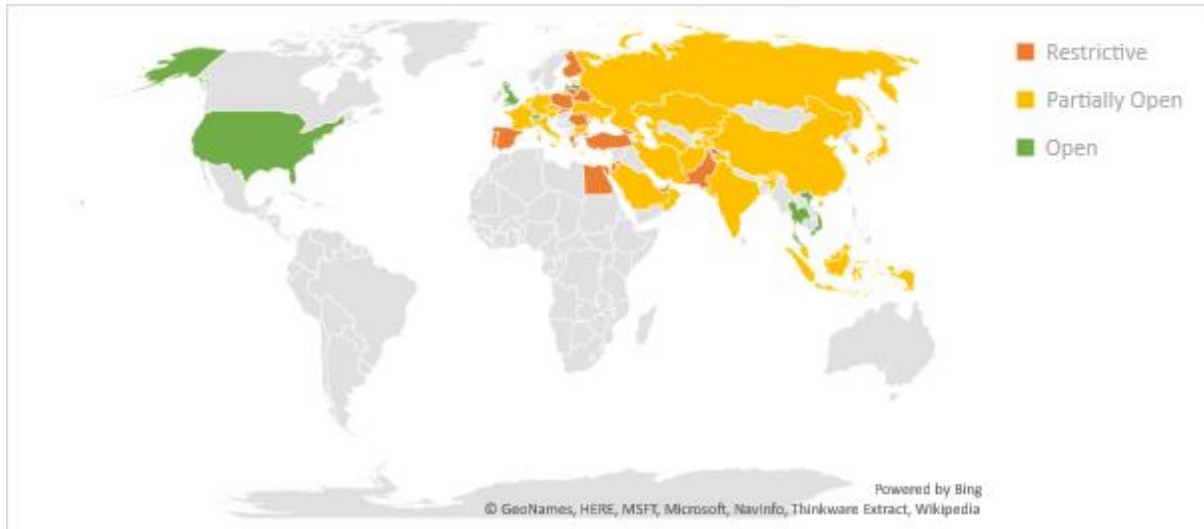 Restrictive
Partially Open
Open
Powered by Bing
© GeoNames, HERE, MSFT, Microsoft, NavInfo, Thinkware Extract, Wikipedia